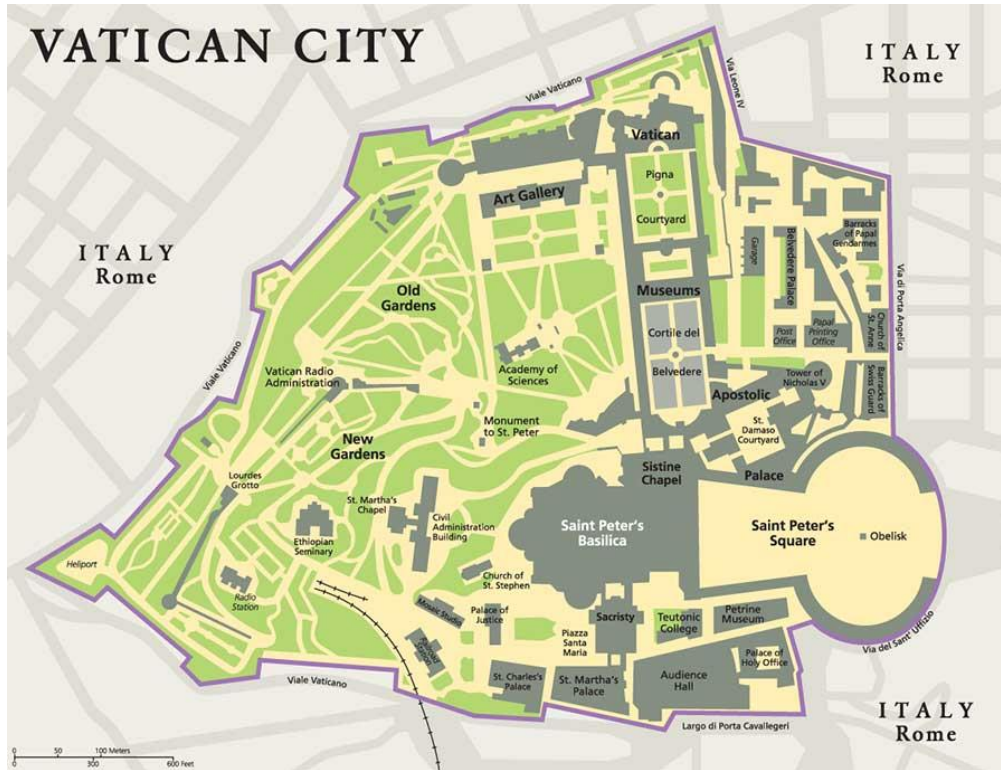 VATICAN CITY
ITALY
Rome
Viale Vaticano
Via Leone IV
Vatican
Pigna
Courtyard
Art Gallery
ITALY
Rome
Barracks
of Papal
Gendarmes
Garage
Belvedere Palace
Via di Porta Angelica
Old
Gardens
Museums
Cortile del
Belvedere
Post
Office
Papal
Printing
Office
Church of
St. Anne
Viale Vaticano
Vatican Radio
Administration
Academy of
Sciences
Apostolic
Tower of
Nicholas V
Barracks of
Swiss Guard
Monument
to St. Peter
St.
Damaso
Courtyard
New
Gardens
Sistine
Chapel
Palace
Lourdes
Grotto
St. Martha's
Chapel
Civil
Administration
Building
Ethiopian
Seminary
Saint Peter's
Basilica
Saint Peter's
Square
Obelisk
Heliport
Radio
Station
Church of
St. Stephen
Mosaic Studio
Palace of
Justice
Sacristy
Teutonic
College
Petrine
Museum
Railroad
Station
Piazza
Santa
Maria
Via del Sant' Uffizio
Palace of
Holy Office
Viale Vaticano
St. Charles's
Palace
St. Martha's
Palace
Audience
Hall
Largo di Porta Cavallegeri
ITALY
Rome
0 50 100 Meters
0 300 600 Feet